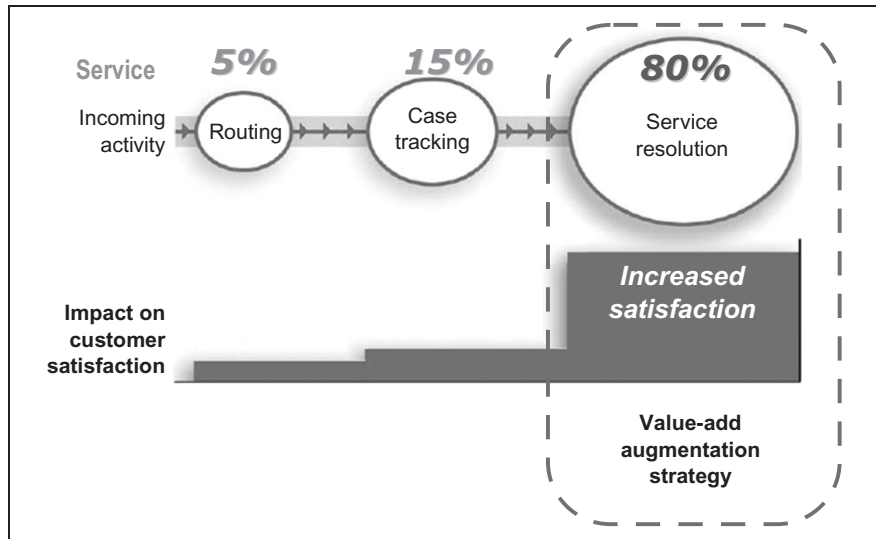 Service
5%
15%
80%
Incoming
activity
Routing
Case
tracking
Service
resolution
Increased
satisfaction
Impact on
customer
satisfaction
Value-add
augmentation
strategy